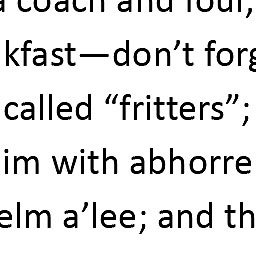 a coach and four,
kfast—don’t forg
called “fritters”;
im with abhorre
elm a’lee; and th